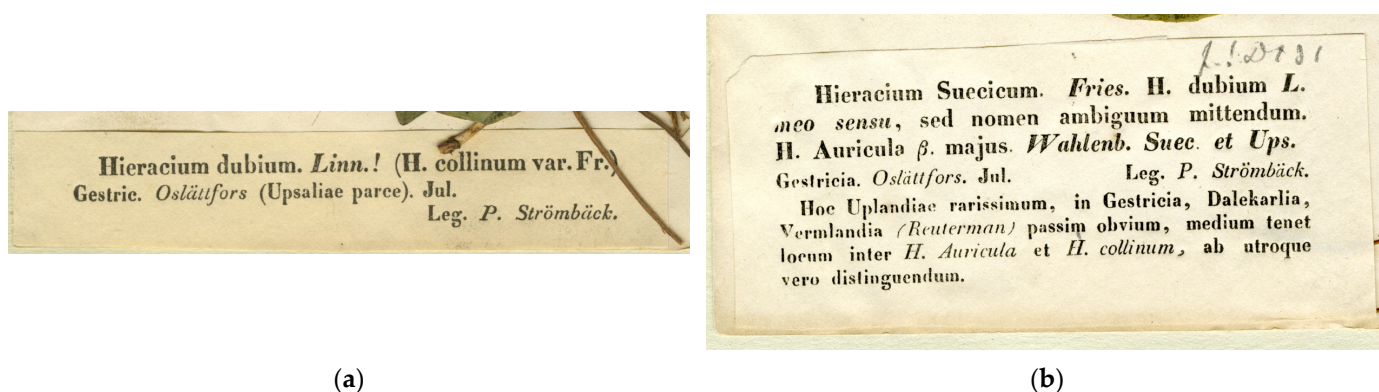 Hieracium dubium. Linn.! (H. collinum var. Fr.)
Gestric. Oslättfors (Upsaliae parce). Jul.
Leg. P. Strömbäck.
(a)
Hieracium Suecicum. Fries. H. dubium L.
meo sensu, sed nomen ambiguum mittendum.
H. Auricula β. majus. Wahlenb. Suec. et Ups.
Gestricia. Oslättfors. Jul. Leg. P. Strömbäck.
Hoc Uplandiae rarissimum, in Gestricia, Dalekarlia,
Vermlandia (Reuterman) passim obvium, medium tenet
locum inter H. Auricula et H. collinum, ab utroque
vero distinguendum.
(b)